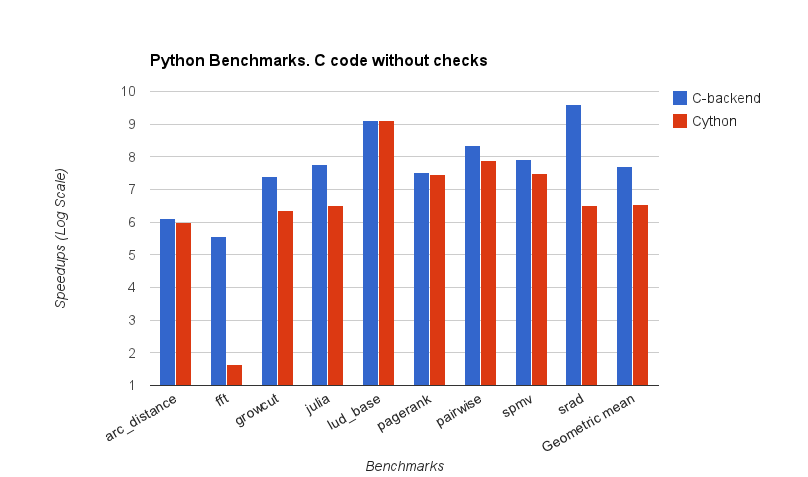 Python Benchmarks. C code without checks
10
9
8
7
6
5
4
3
2
1
Speedups (Log Scale)
arc_distance
fft
growcut
julia
lud_base
pagerank
pairwise
spmv
srad
Geometric mean
Benchmarks
C-backend
Cython